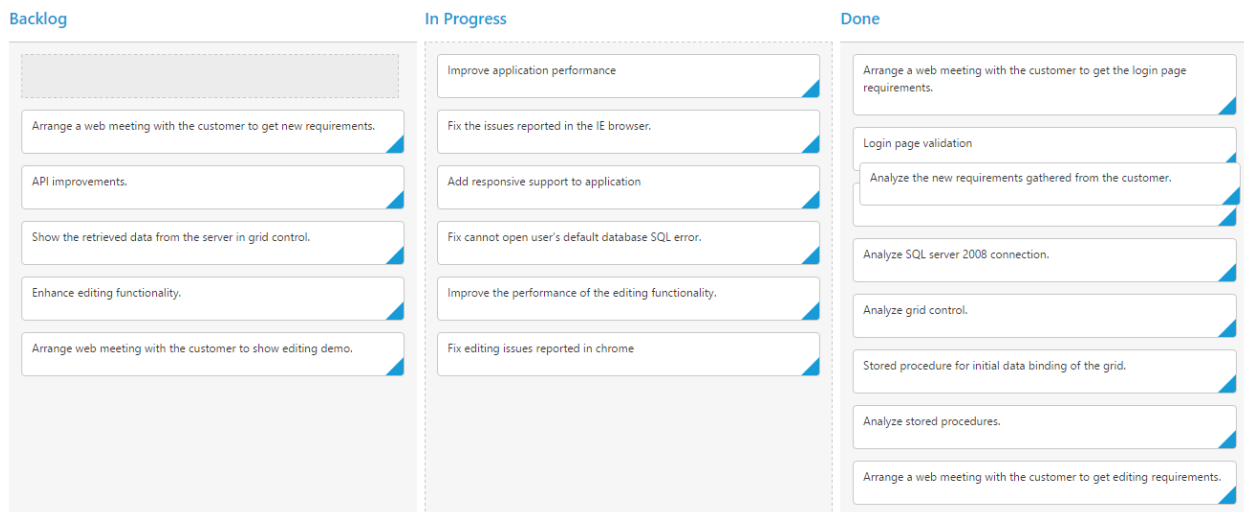 Backlog
Arrange a web meeting with the customer to get new requirements.
API improvements.
Show the retrieved data from the server in grid control.
Enhance editing functionality.
Arrange web meeting with the customer to show editing demo.
In Progress
Improve application performance
Fix the issues reported in the IE browser.
Add responsive support to application
Fix cannot open user's default database SQL error.
Improve the performance of the editing functionality.
Fix editing issues reported in chrome
Done
Arrange a web meeting with the customer to get the login page
requirements.
Login page validation
Analyze the new requirements gathered from the customer.
Analyze SQL server 2008 connection.
Analyze grid control.
Stored procedure for initial data binding of the grid.
Analyze stored procedures.
Arrange a web meeting with the customer to get editing requirements.